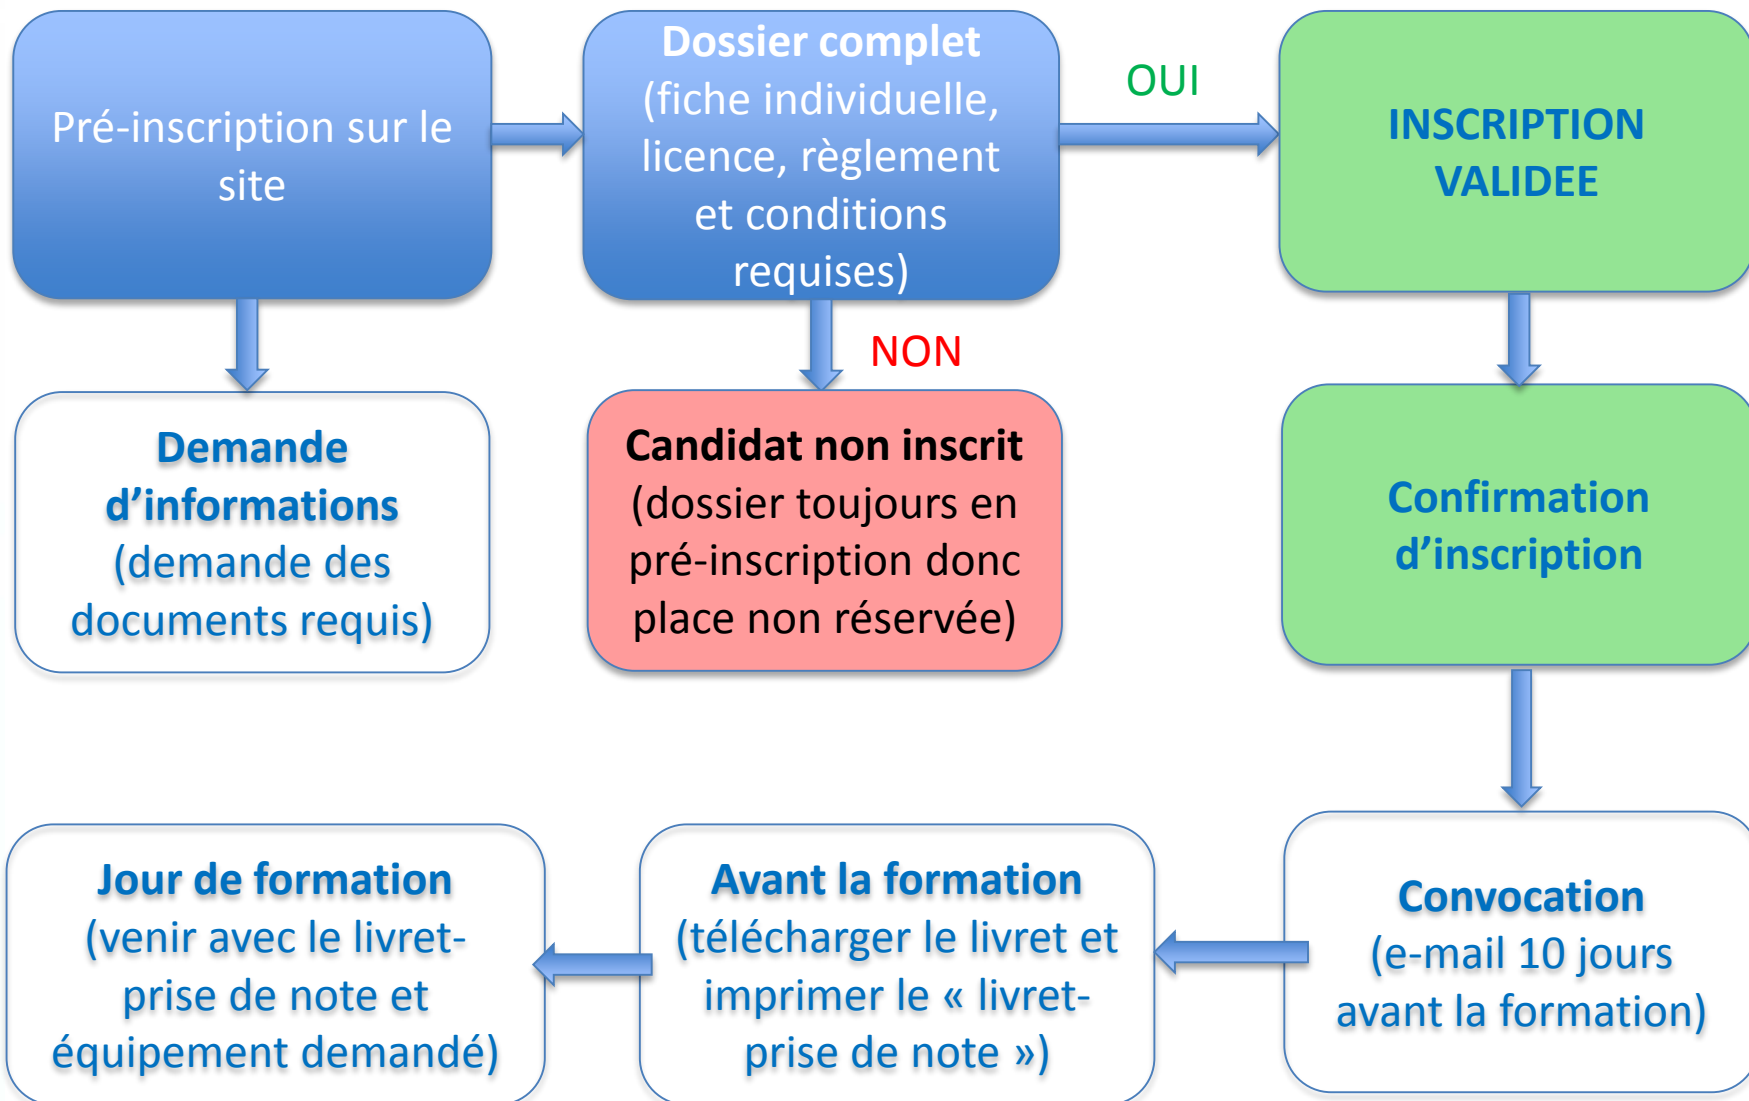 Pré-inscription sur le
site
Dossier complet
(fiche individuelle,
licence, règlement
et conditions
requises)
OUI
INSCRIPTION
VALIDEE
NON
Demande
d’informations
(demande des
documents requis)
Candidat non inscrit
(dossier toujours en
pré-inscription donc
place non réservée)
Confirmation
d’inscription
Jour de formation
(venir avec le livret-
prise de note et
équipement demandé)
Avant la formation
(télécharger le livret et
imprimer le « livret-
prise de note »)
Convocation
(e-mail 10 jours
avant la formation)